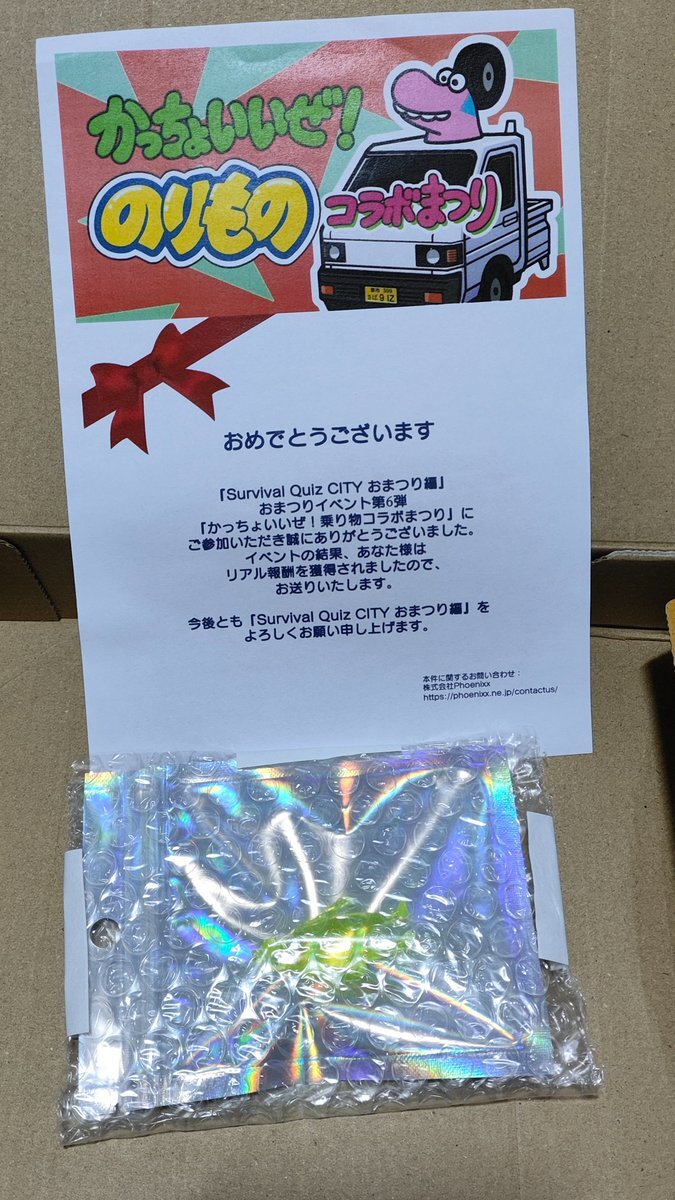 かっちょいいぜ!
のりもの
コラボまつり
912
おめでとうございます
「Survival Quiz CITY おまつり編」
おまつりイベント第6弾
「かっちょいいぜ！乗り物コラボまつり」に
ご参加いただき誠にありがとうございました。
イベントの結果、あなた様は
リアル報酬を獲得されましたので、
お送りいたします。
今後とも「Survival Quiz CITY おまつり編」を
よろしくお願い申し上げます。
本件に関するお問い合わせ：
株式会社Phoenixx
https://phoenixx.ne.jp/contactus/